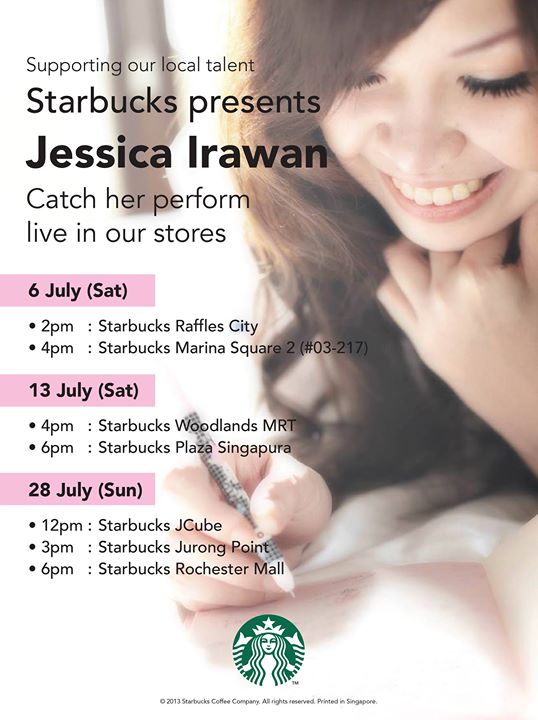 Supporting our local talent
Starbucks presents
Jessica Irawan
Catch her perform
live in our stores
6 July (Sat)
• 2pm : Starbucks Raffles City
• 4pm : Starbucks Marina Square 2 (#03-217)
13 July (Sat)
• 4pm : Starbucks Woodlands MRT
• 6pm : Starbucks Plaza Singapura
28 July (Sun)
• 12pm : Starbucks JCube
• 3pm : Starbucks Jurong Point
• 6pm : Starbucks Rochester Mall
TM
© 2013 Starbucks Coffee Company. All rights reserved. Printed in Singapore.